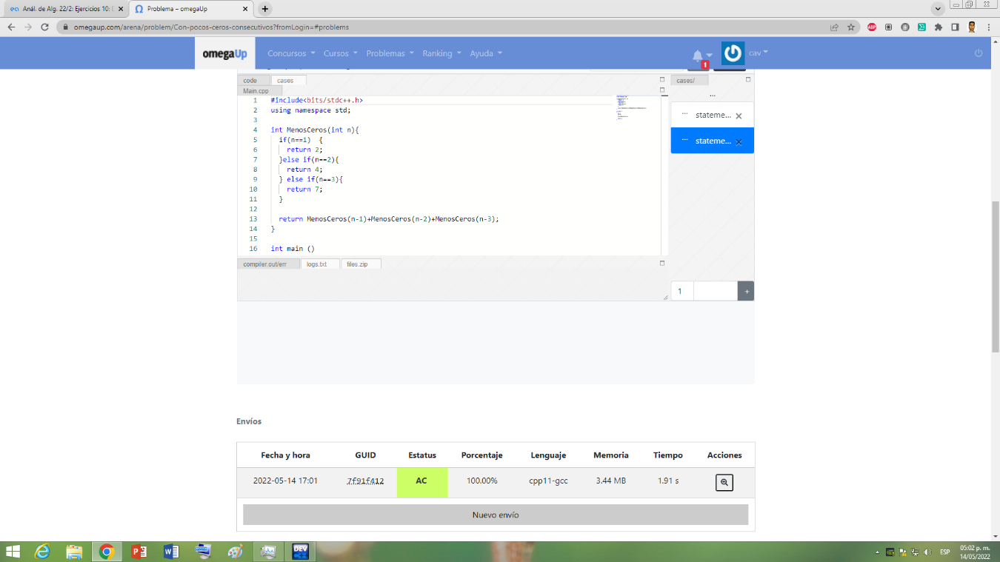 Anál. de Alg. 22/2: Ejercicios 10:
Problema – omegaUp
omegaup.com/arena/problem/Con-pocos-ceros-consecutivos?fromLogin=#problems
ABP
omegaUp
Concursos
Cursos
Problemas
Ranking
Ayuda
1
cav
code
cases
cases/
Main.cpp
...
1 #include<bits/stdc++.h>
2 using namespace std;
3
4 int MenosCeros(int n){
5 if(n==1) {
6 return 2;
7 }else if(n==2){
8 return 4;
9 } else if(n==3){
10 return 7;
11 }
12
13 return MenosCeros(n-1)+MenosCeros(n-2)+MenosCeros(n-3);
14 }
15
16 int main ()
... stateme... ×
... stateme... ×
compiler.out/err
logs.txt
files.zip
1
+
Envíos
Fecha y hora GUID Estatus Porcentaje Lenguaje Memoria Tiempo Acciones
2022-05-14 17:01 7f91f412 AC 100.00% cpp11-gcc 3.44 MB 1.91 s
Nuevo envío
DEV
ESP
05:02 p. m.
14/05/2022